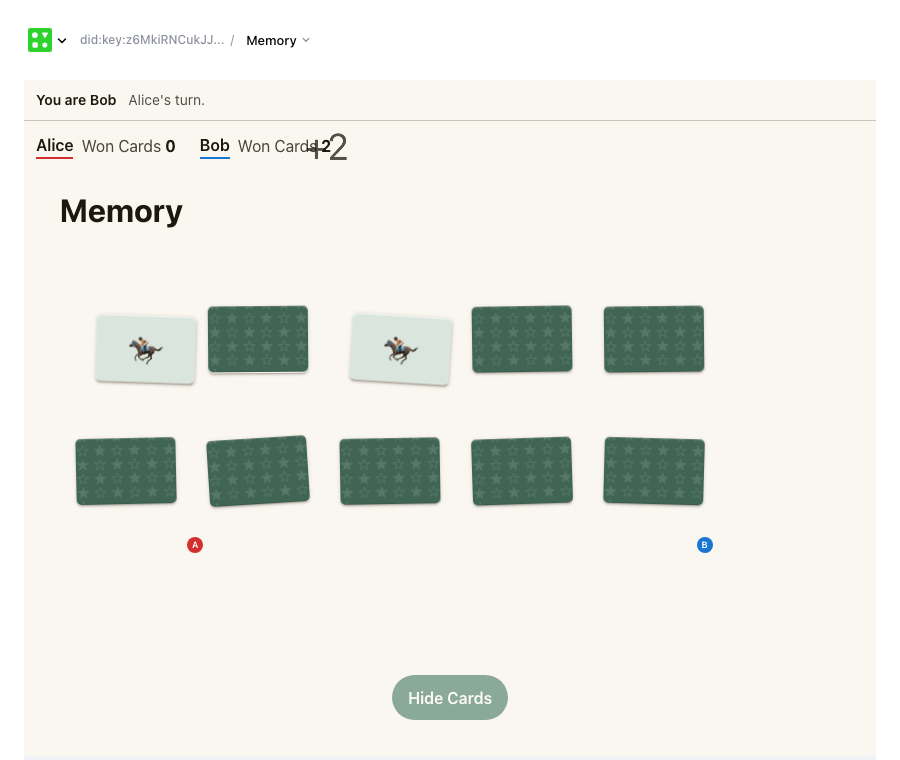 did:key:z6MkiRNCukJJ... / Memory
You are Bob Alice's turn.
Alice Won Cards 0 Bob Won Cards 2 +2
Memory
A B
Hide Cards